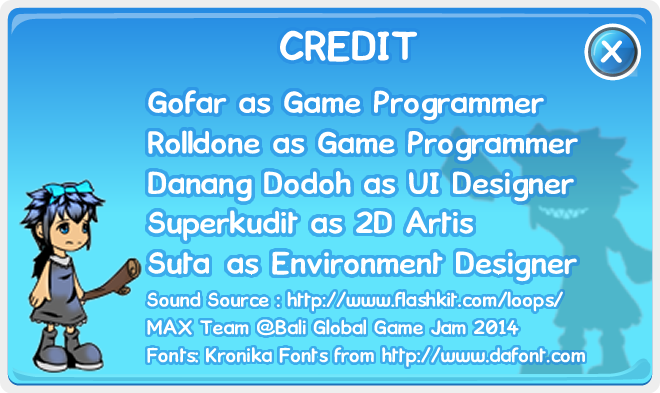 CREDIT
X
Gofar as Game Programmer
Rolldone as Game Programmer
Danang Dodoh as UI Designer
Superkudit as 2D Artis
Suta as Environment Designer
Sound Source : http://www.flashkit.com/loops/
MAX Team @Bali Global Game Jam 2014
Fonts: Kronika Fonts from http://www.dafont.com